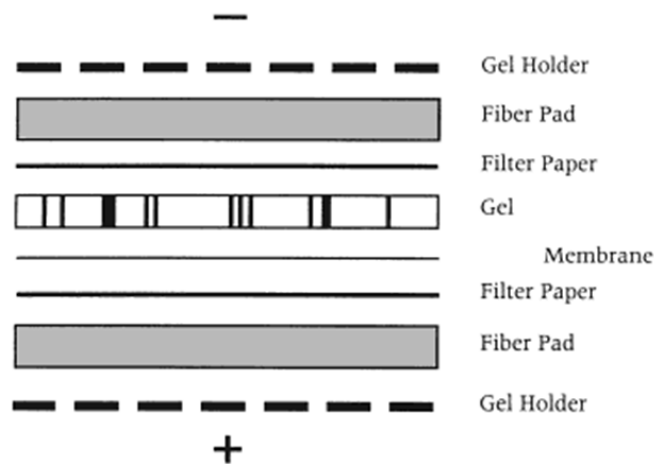 −
Gel Holder
Fiber Pad
Filter Paper
Gel
Membrane
Filter Paper
Fiber Pad
Gel Holder
+